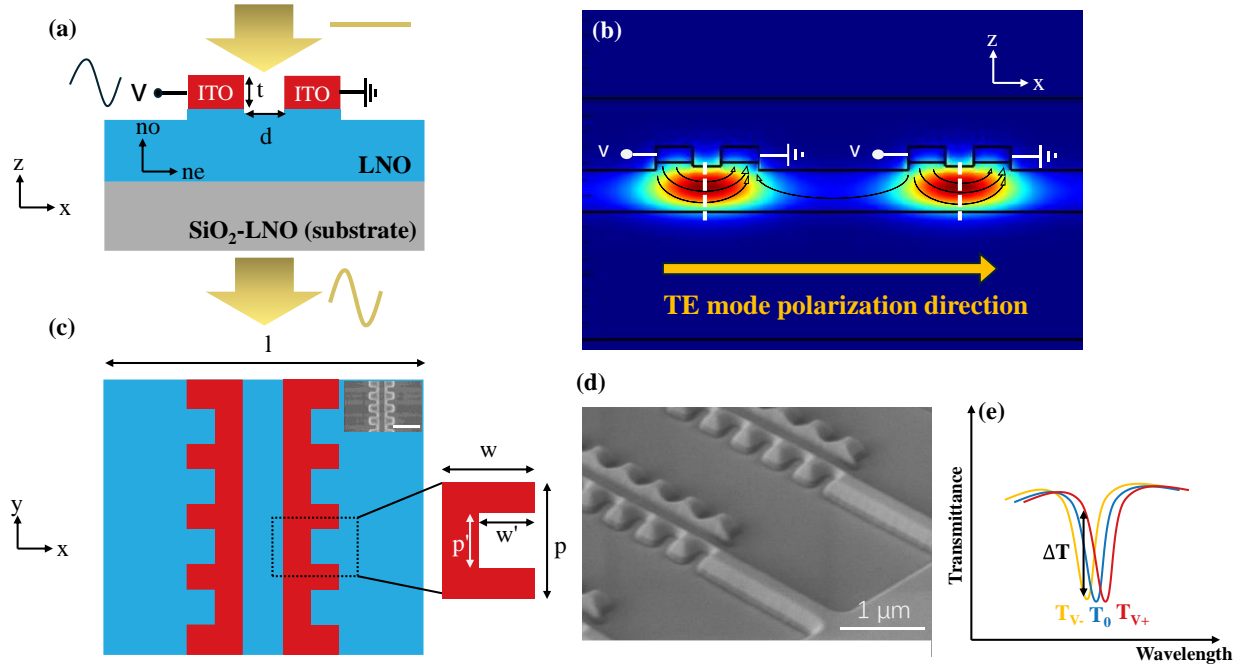 (a)
V
ITO
t
ITO
d
no
ne
LNO
z
x
SiO₂-LNO (substrate)
(b)
z
x
V
V
TE mode polarization direction
(c)
l
y
x
w
p'
w'
p
(d)
1 μm
(e)
Transmittance
ΔT
Tv- T₀ Tv+
Wavelength